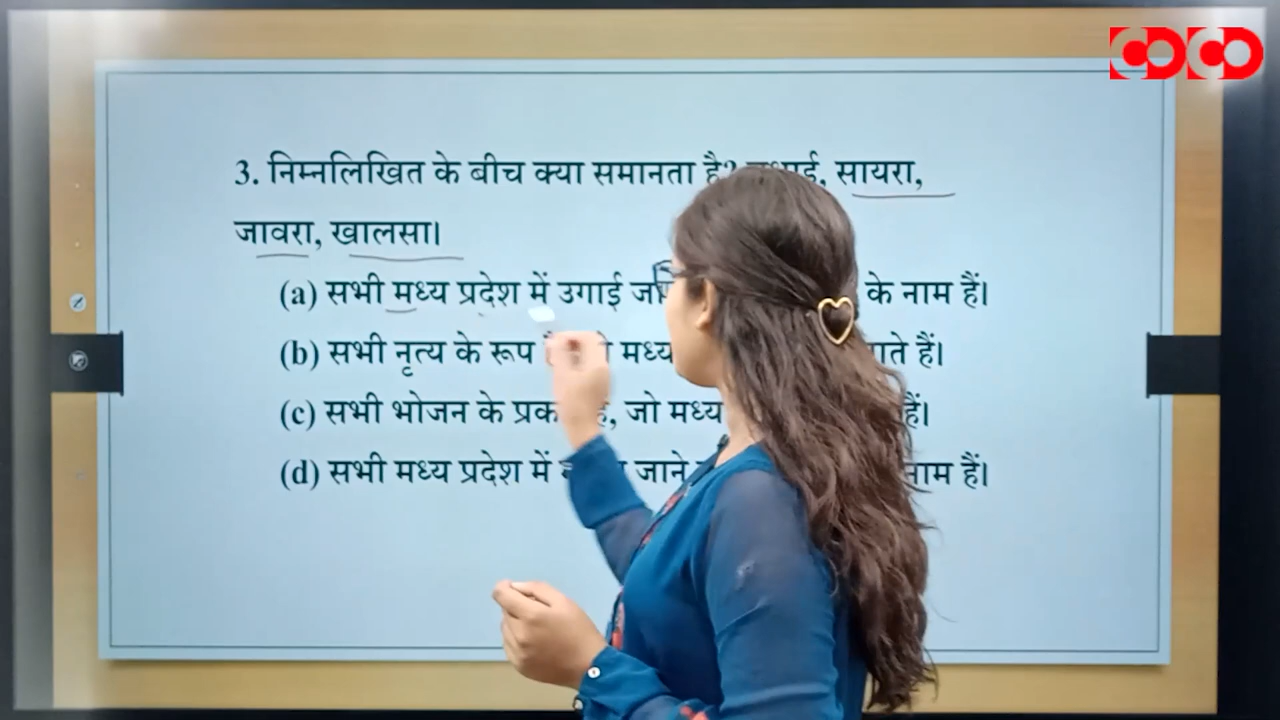 COCO
3. निम्नलिखित के बीच क्या समानता है? सायरा,
जावरा, खालसा।
(a) सभी मध्य प्रदेश में उगाई के नाम हैं।
(b) सभी नृत्य के रूप मध्य हैं।
(c) सभी भोजन के जो मध्य हैं।
(d) सभी मध्य प्रदेश में जाने नाम हैं।